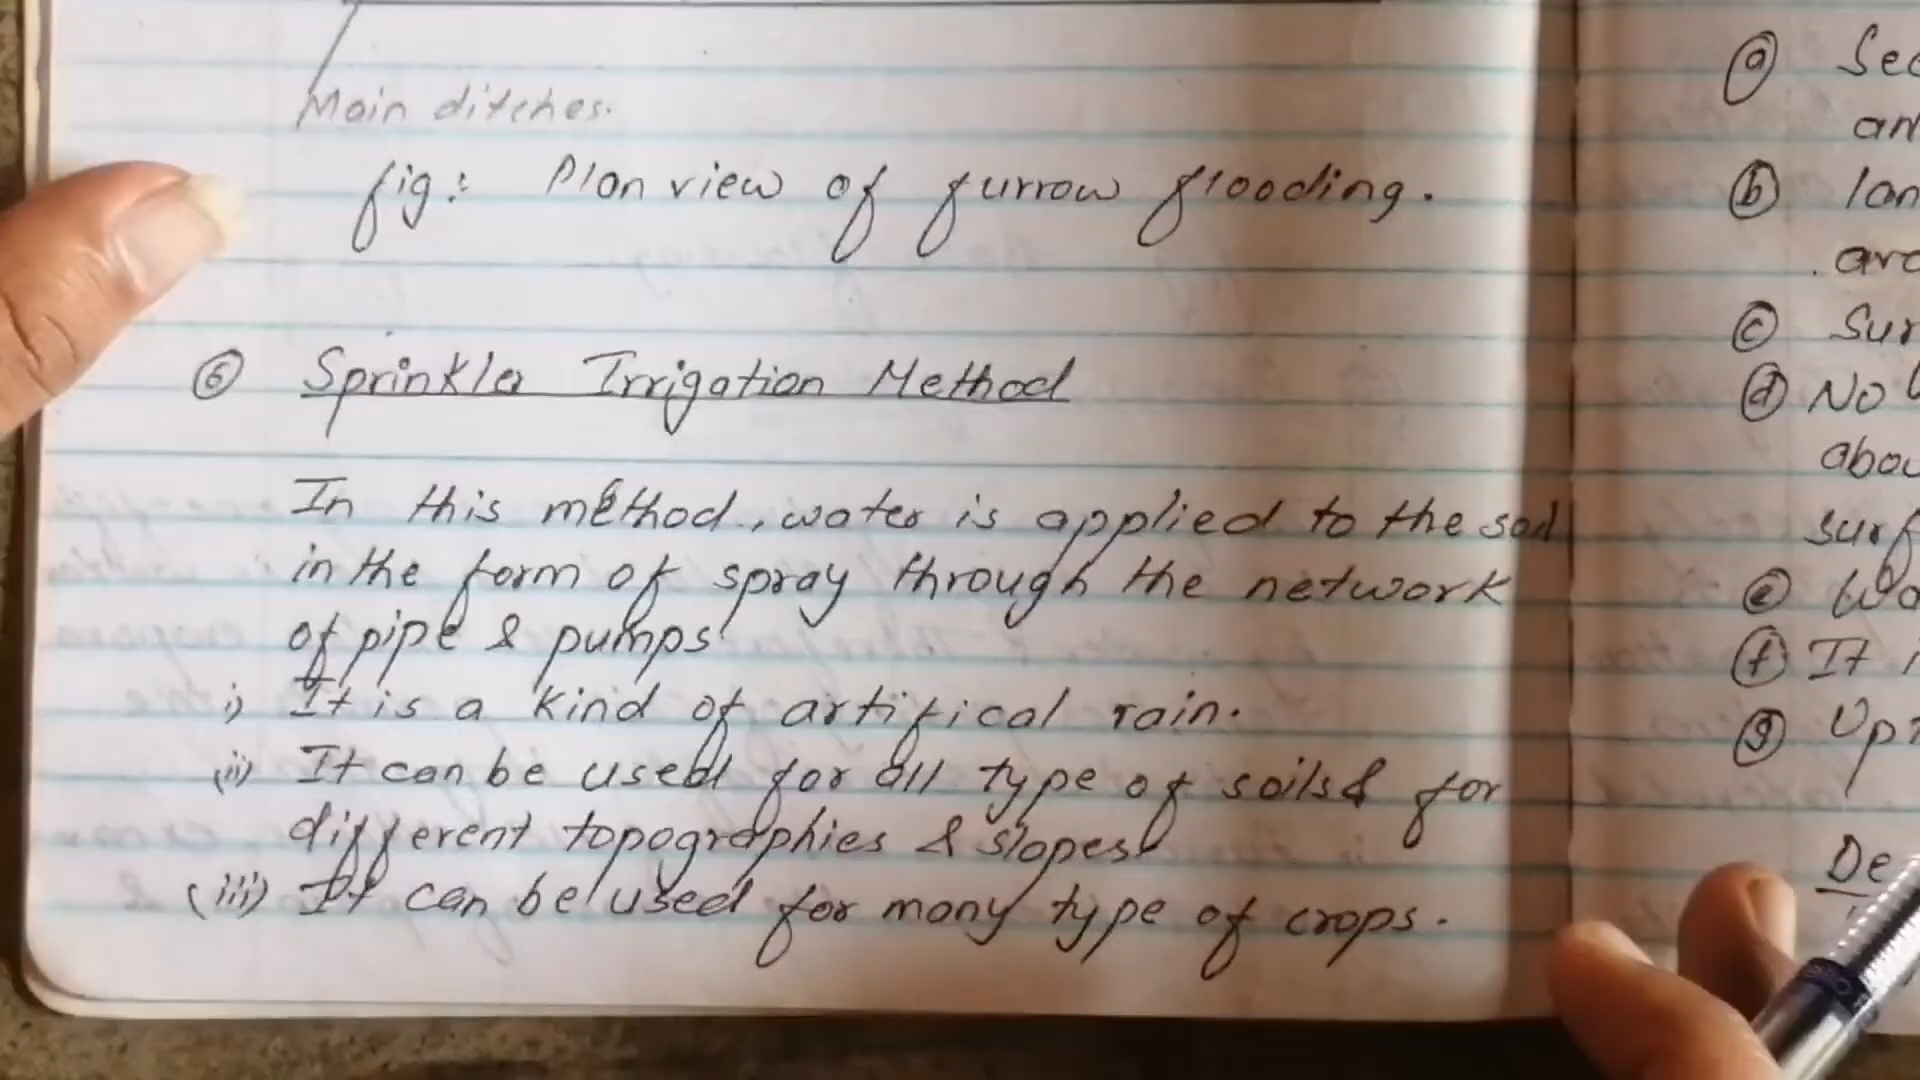 Main ditches.
fig: Plan view of furrow flooding.
⑥ Sprinkler Irrigation Method
In this method, water is applied to the soil
in the form of spray through the network
of pipe & pumps.
i) It is a kind of artifical rain.
(ii) It can be used for all type of soils & for
different topographies & slopes.
(iii) It can be used for many type of crops.
ⓐ
ⓑ
ⓒ
ⓓ No
ⓔ
ⓕ It
ⓖ